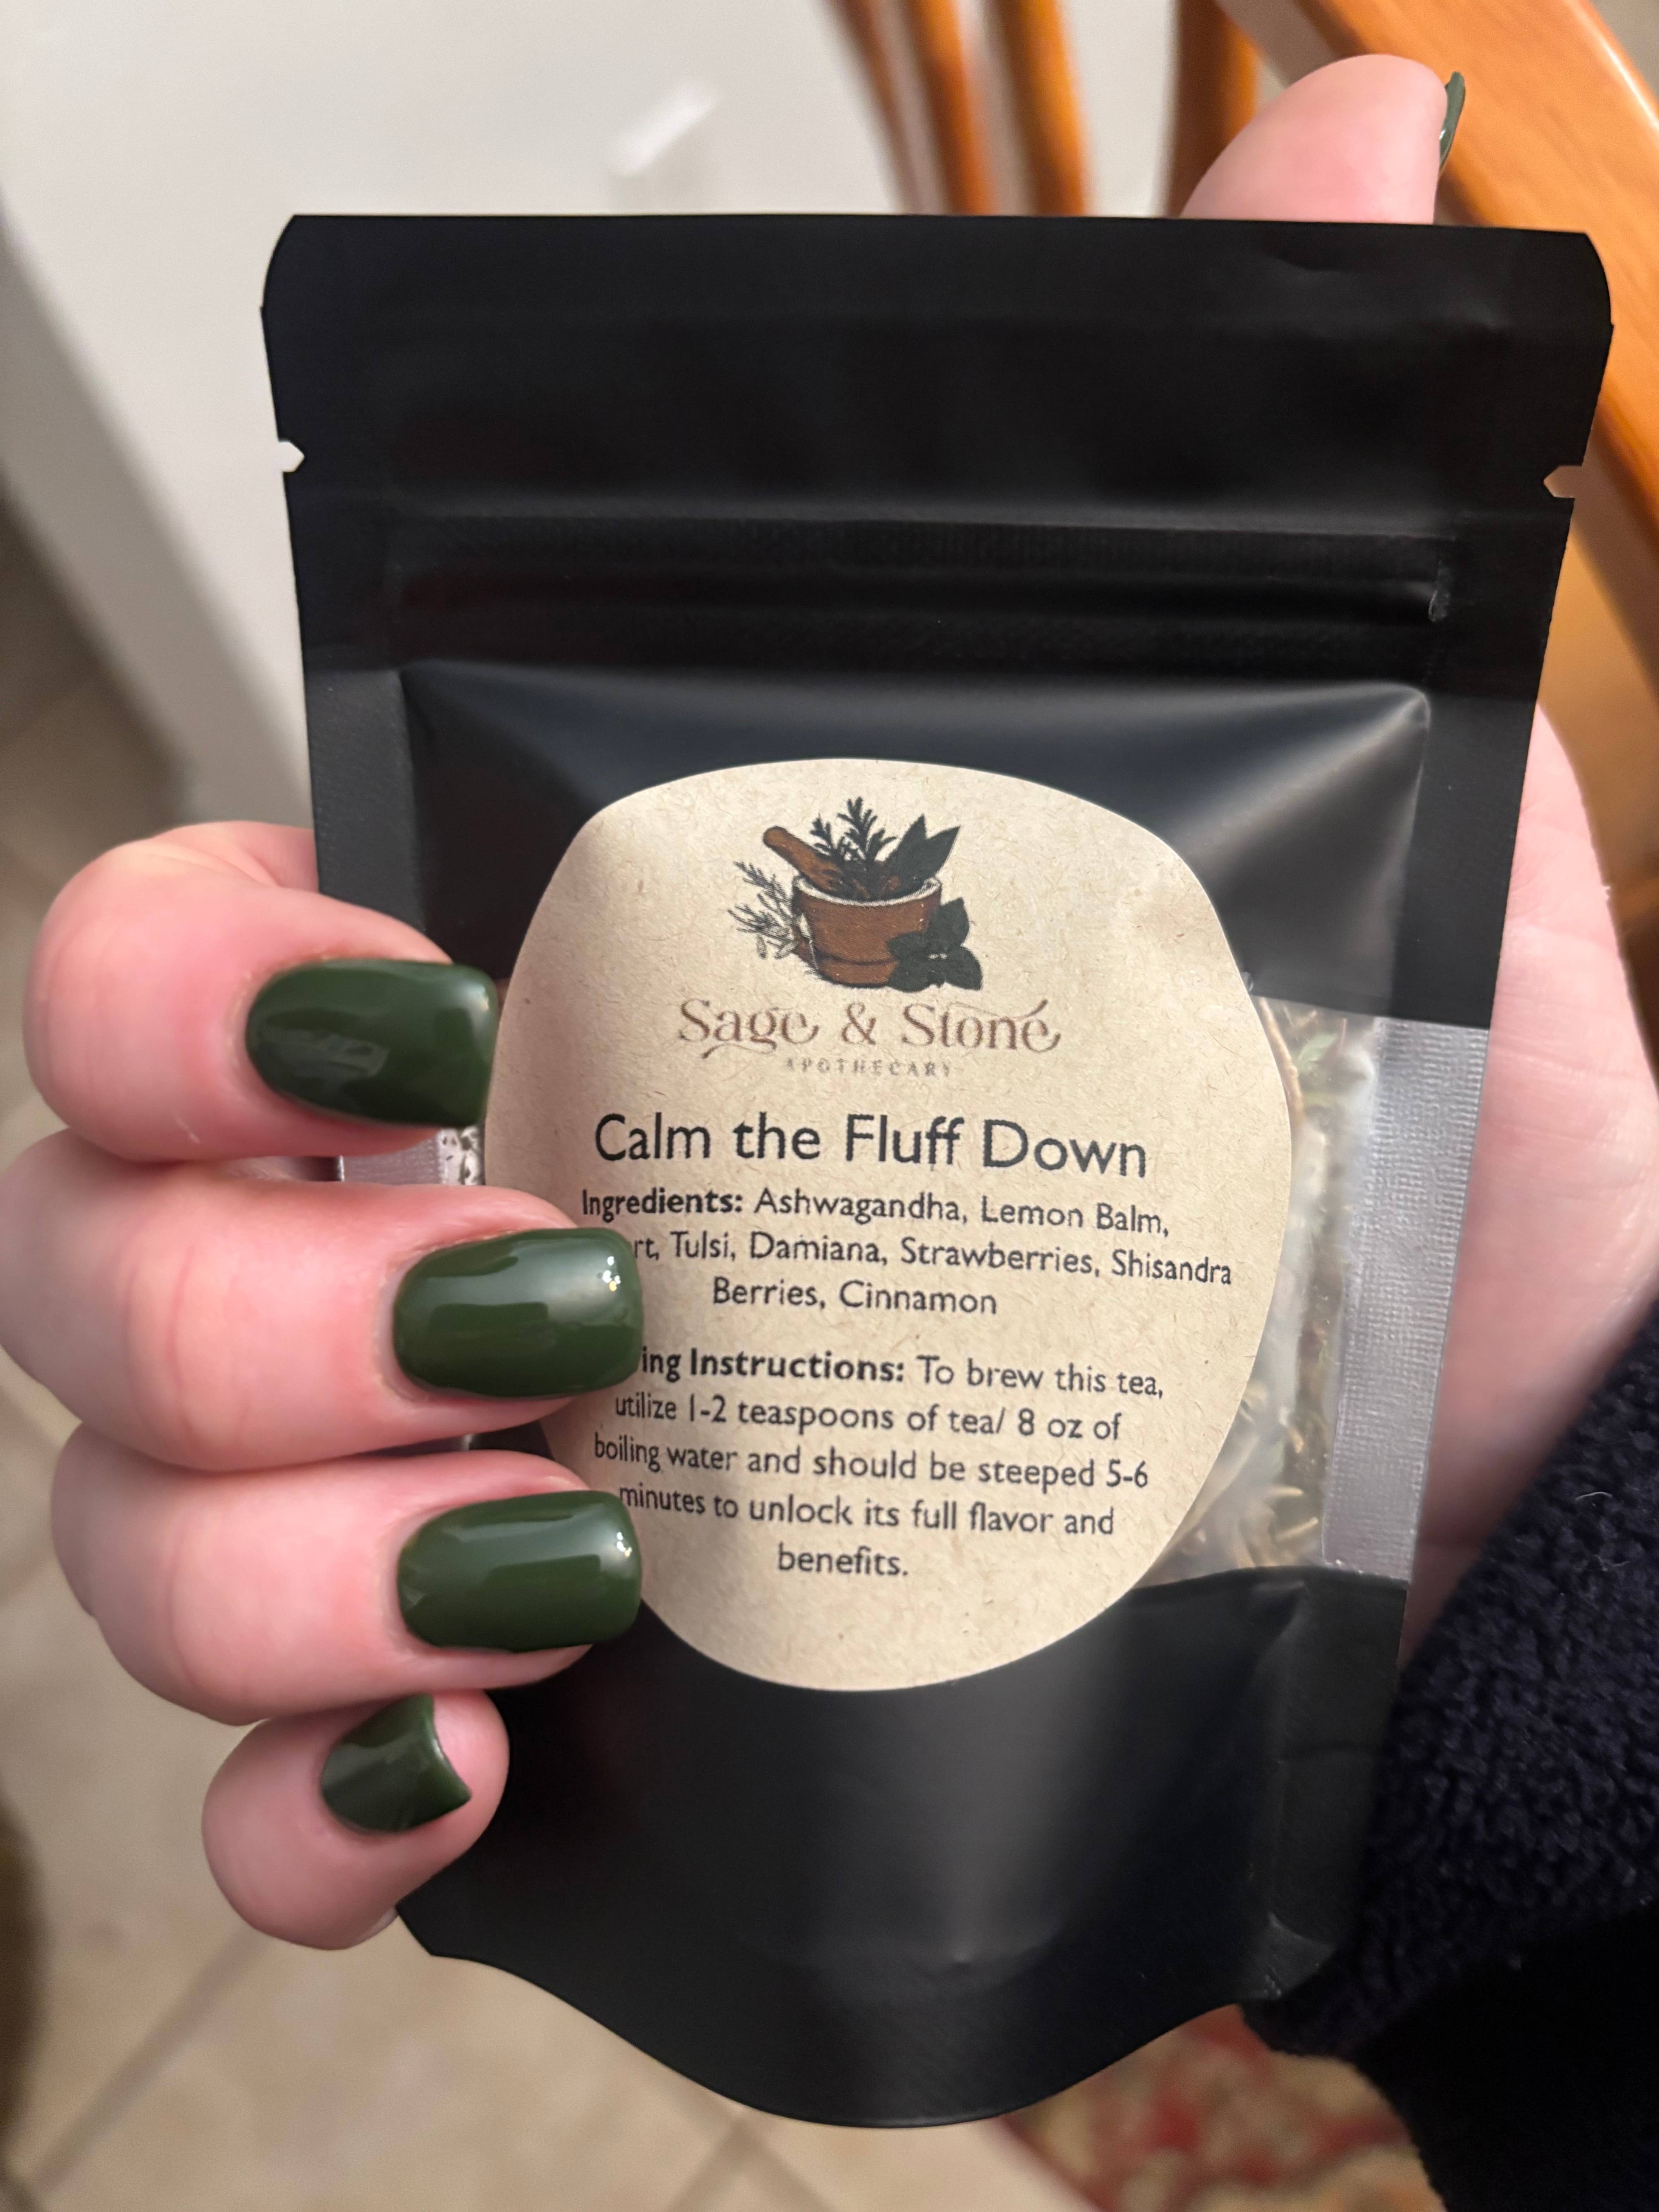 Sage & Stone
APOTHECARY
Calm the Fluff Down
Ingredients: Ashwagandha, Lemon Balm,
rt, Tulsi, Damiana, Strawberries, Shisandra
Berries, Cinnamon
ing Instructions: To brew this tea,
utilize 1-2 teaspoons of tea/ 8 oz of
boiling water and should be steeped 5-6
minutes to unlock its full flavor and
benefits.